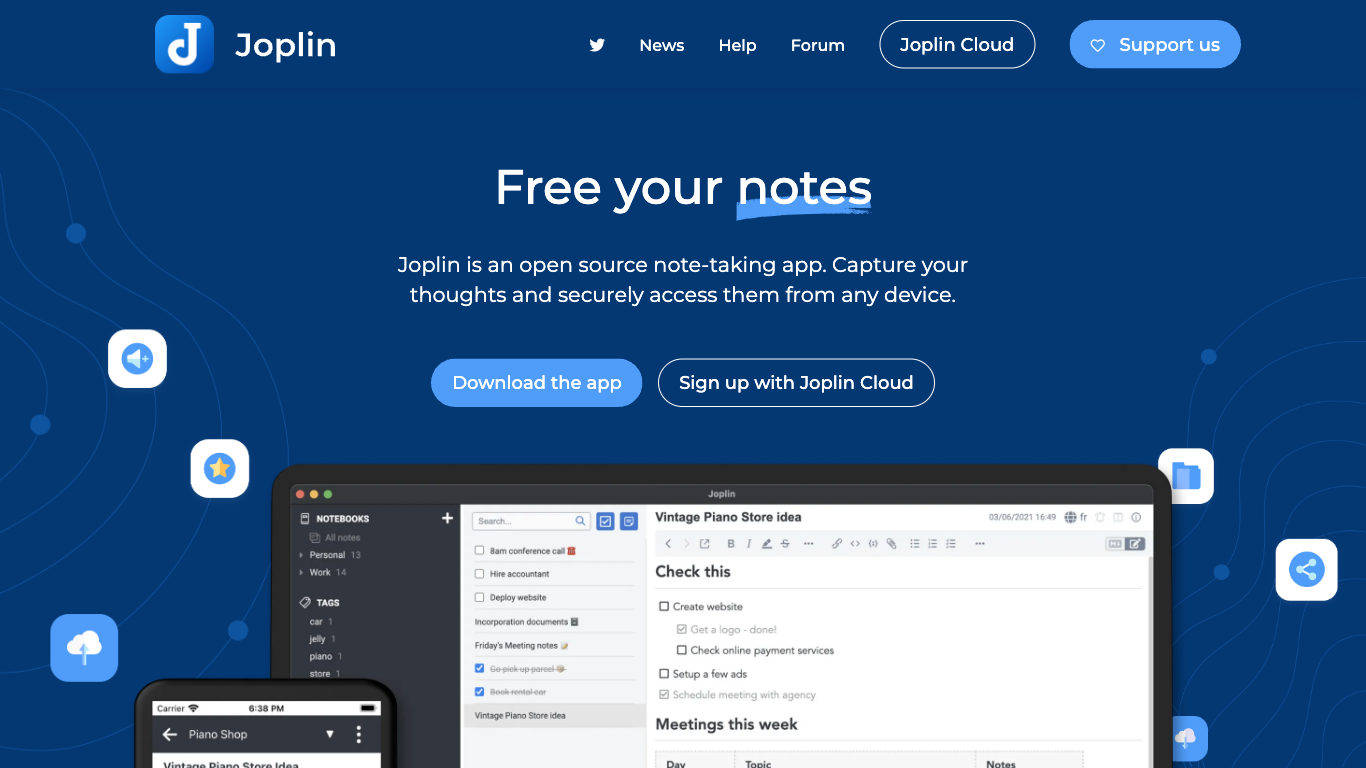 Joplin
News
Help
Forum
Joplin Cloud
Support us
Free your notes
Joplin is an open source note-taking app. Capture your
thoughts and securely access them from any device.
Download the app
Sign up with Joplin Cloud
Joplin
NOTEBOOKS
All notes
Personal 13
Work 14
TAGS
car 1
jelly 1
piano 1
store 1
Search...
8am conference call
Hire accountant
Deploy website
Incorporation documents
Friday's Meeting notes
Go pick up parcel
Book rental car
Vintage Piano Store idea
Vintage Piano Store idea
03/06/2021 16:49
fr
B I S
Check this
Create website
Get a logo - done!
Check online payment services
Setup a few ads
Schedule meeting with agency
Meetings this week
Day Topic Notes
Carrier 6:38 PM
Piano Shop
Vintage Piano Store Idea